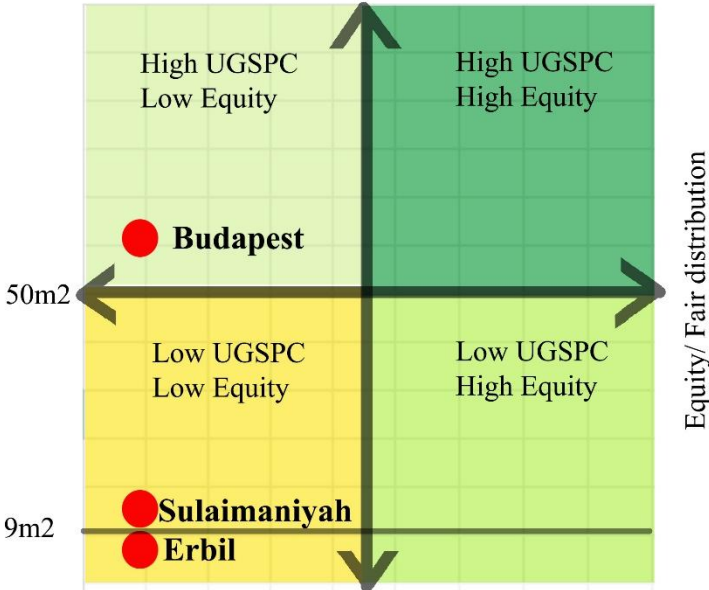 High UGSPC
Low Equity
High UGSPC
High Equity
Budapest
50m2
Low UGSPC
Low Equity
Low UGSPC
High Equity
Sulaimaniyah
9m2
Erbil
Equity/ Fair distribution